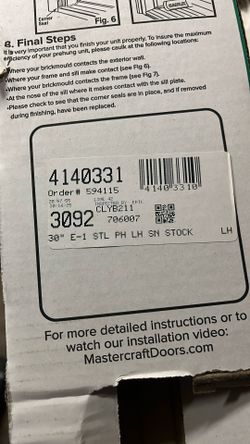 Corner
Seal
Fig. 6
8. Final Steps
It is very important that you finish your unit properly. To insure the maximum
efficiency of your prehung unit, please caulk at the following locations:
Where your brickmould contacts the exterior wall.
Where your frame and sill make contact (see Fig 6).
Where your brickmould contacts the frame (see Fig 7).
•At the nose of the sill where it makes contact with the sill plate.
•Please check to see that the corner seals are in place, and if removed
during finishing, have been replaced.
4140331
Order# 594115
41403310
LINE 42
3092
CLYB211
706007
30" E-1 STL PH LH SN STOCK
LH
For more detailed instructions or to
watch our installation video:
MastercraftDoors.com